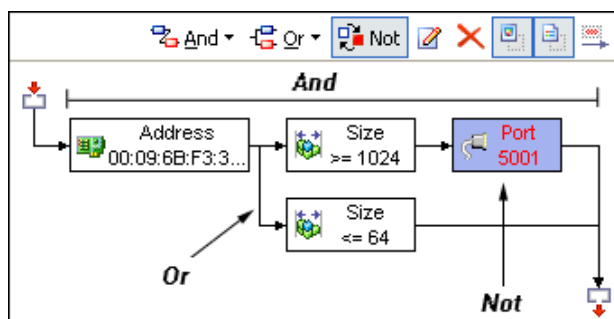 And Or Not
And
Address
00:09:6B:F3:3...
Size
>= 1024
Port
5001
Size
<= 64
Or
Not